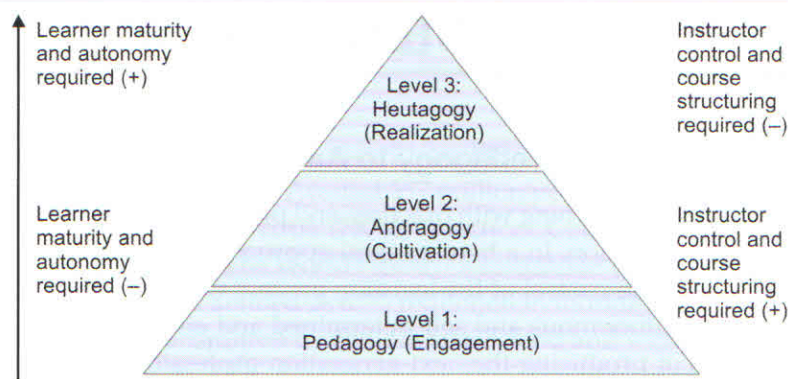 Learner maturity
and autonomy
required (+)
Instructor
control and
course
structuring
required (–)
Level 3:
Heutagogy
(Realization)
Learner
maturity and
autonomy
required (–)
Level 2:
Andragogy
(Cultivation)
Instructor
control and
course
structuring
required (+)
Level 1:
Pedagogy (Engagement)